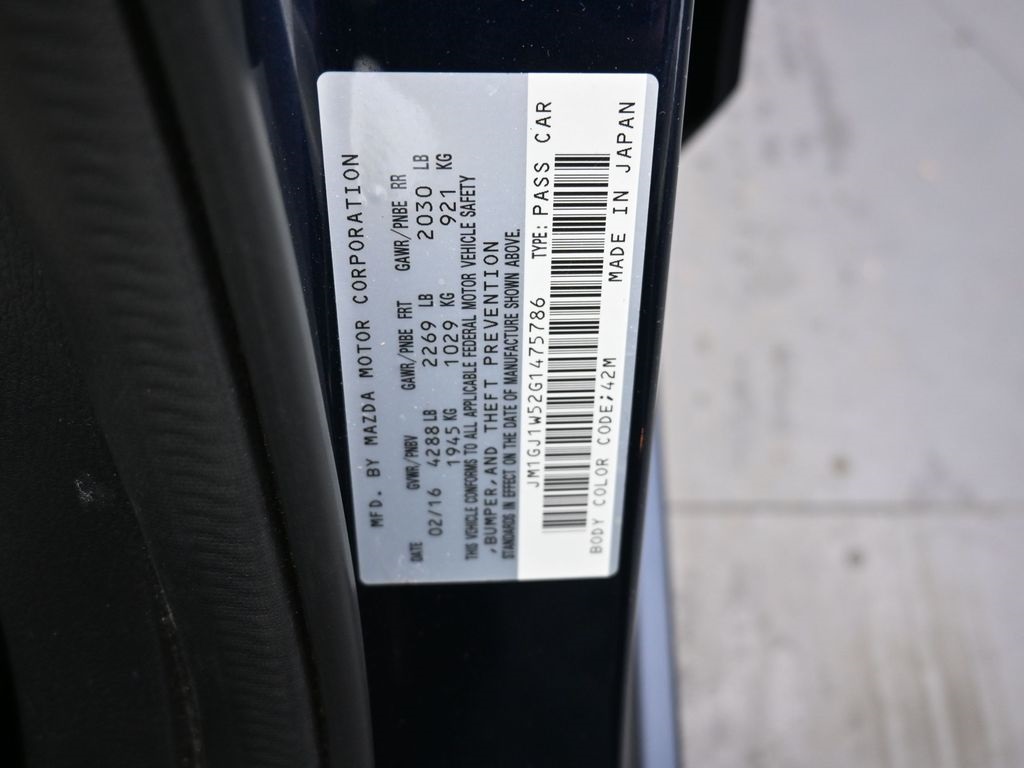 MFD. BY MAZDA MOTOR CORPORATION
DATE GVWR/PNBV GAWR/PNBE FRT GAWR/PNBE RR
02/16 4288 LB 2269 LB 2030 LB
1945 KG 1029 KG 921 KG
THIS VEHICLE CONFORMS TO ALL APPLICABLE FEDERAL MOTOR VEHICLE SAFETY
,BUMPER,AND THEFT PREVENTION
STANDARDS IN EFFECT ON THE DATE OF MANUFACTURE SHOWN ABOVE.
JM1GJ1W52G1475786 TYPE: PASS CAR
BODY COLOR CODE;42M MADE IN JAPAN